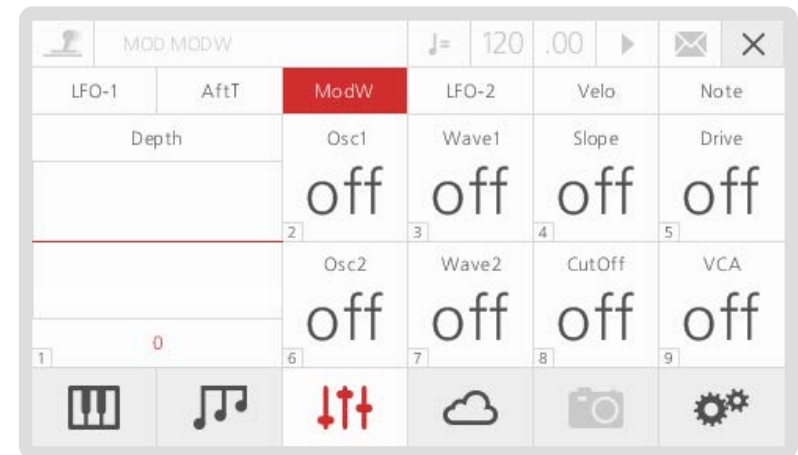 MOD.MODW = 120 .00
LFO-1 AftT ModW LFO-2 Velo Note
Depth Osc1 Wave1 Slope Drive
off off off off
2 3 4 5
Osc2 Wave2 CutOff VCA
off off off off
0
1 6 7 8 9